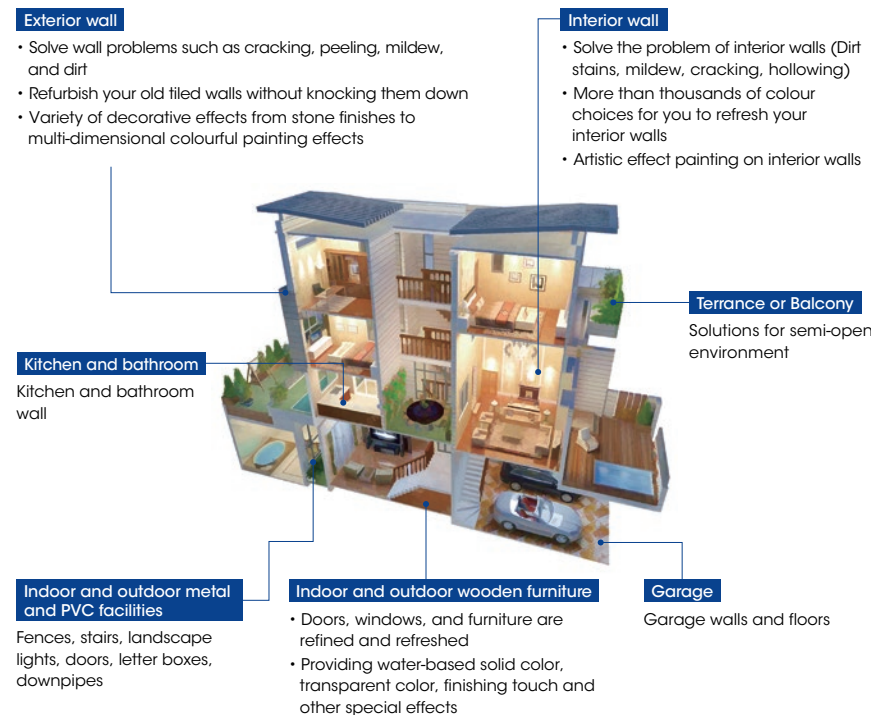 Exterior wall
• Solve wall problems such as cracking, peeling, mildew,
and dirt
• Refurbish your old tiled walls without knocking them down
• Variety of decorative effects from stone finishes to
multi-dimensional colourful painting effects
Interior wall
• Solve the problem of interior walls (Dirt
stains, mildew, cracking, hollowing)
• More than thousands of colour
choices for you to refresh your
interior walls
• Artistic effect painting on interior walls
Terrance or Balcony
Solutions for semi-open
environment
Kitchen and bathroom
Kitchen and bathroom
wall
Indoor and outdoor metal
and PVC facilities
Fences, stairs, landscape
lights, doors, letter boxes,
downpipes
Indoor and outdoor wooden furniture
• Doors, windows, and furniture are
refined and refreshed
• Providing water-based solid color,
transparent color, finishing touch and
other special effects
Garage
Garage walls and floors